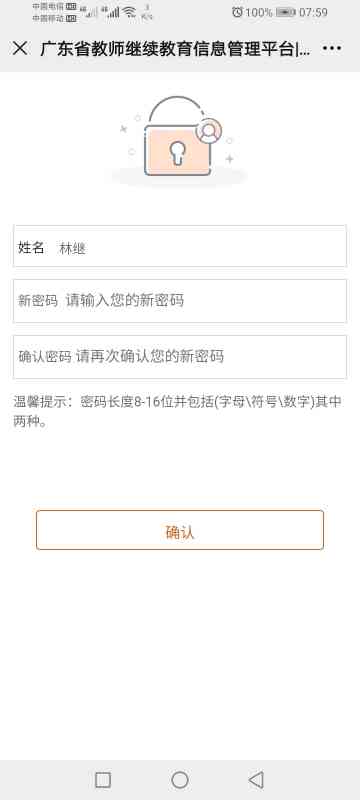 中国电信 HD 4G 4G 3 100% 07:59
中国移动 HD K/s
广东省教师继续教育信息管理平台|...
姓名 林继
新密码 请输入您的新密码
确认密码 请再次确认您的新密码
温馨提示：密码长度8-16位并包括(字母\符号\数字)其中
两种。
确认